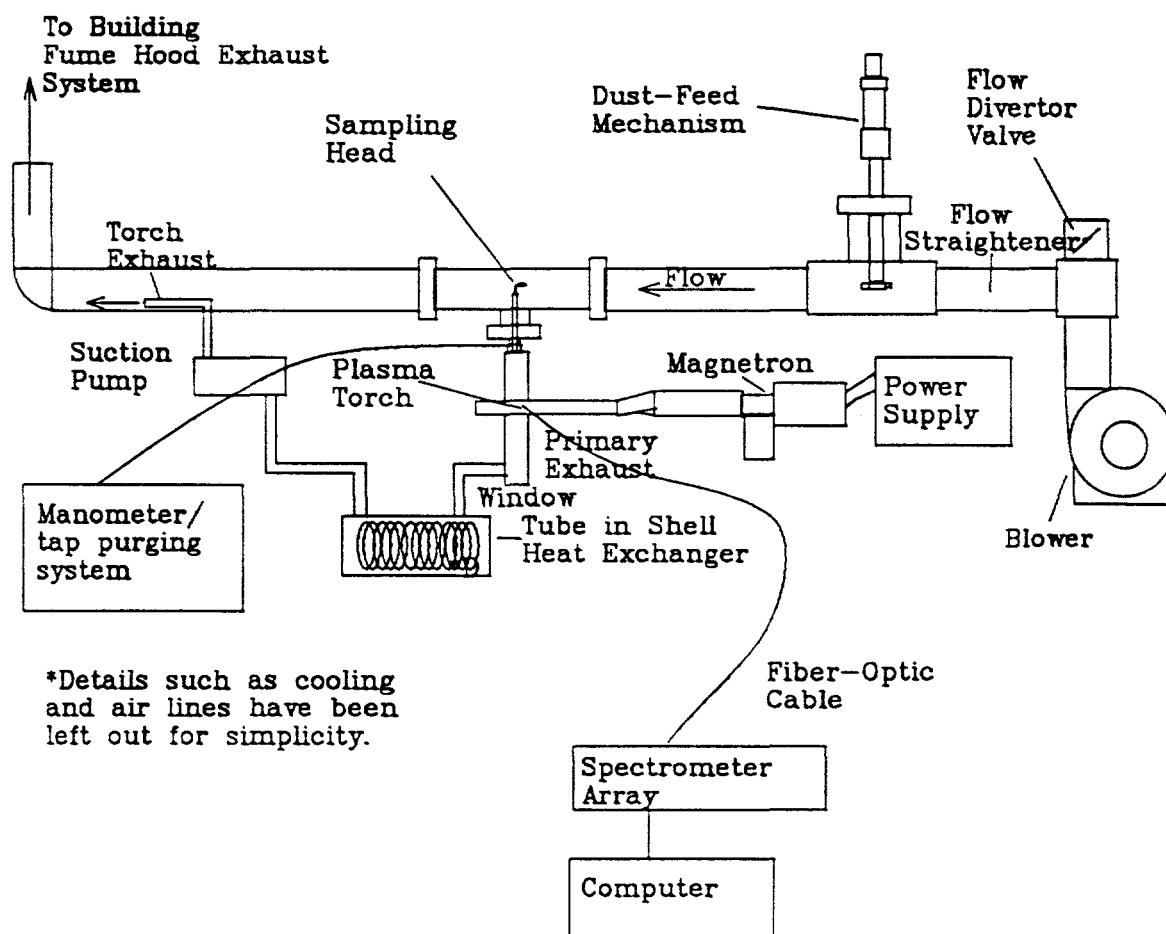 To Building
Fume Hood Exhaust
System
Sampling
Head
Dust-Feed
Mechanism
Flow
Divertor
Valve
Torch
Exhaust
Flow
Flow
Straightener
Suction
Pump
Plasma
Torch
Magnetron
Power
Supply
Primary
Exhaust
Window
Manometer/
tap purging
system
Tube in Shell
Heat Exchanger
Blower
*Details such as cooling
and air lines have been
left out for simplicity.
Fiber-Optic
Cable
Spectrometer
Array
Computer